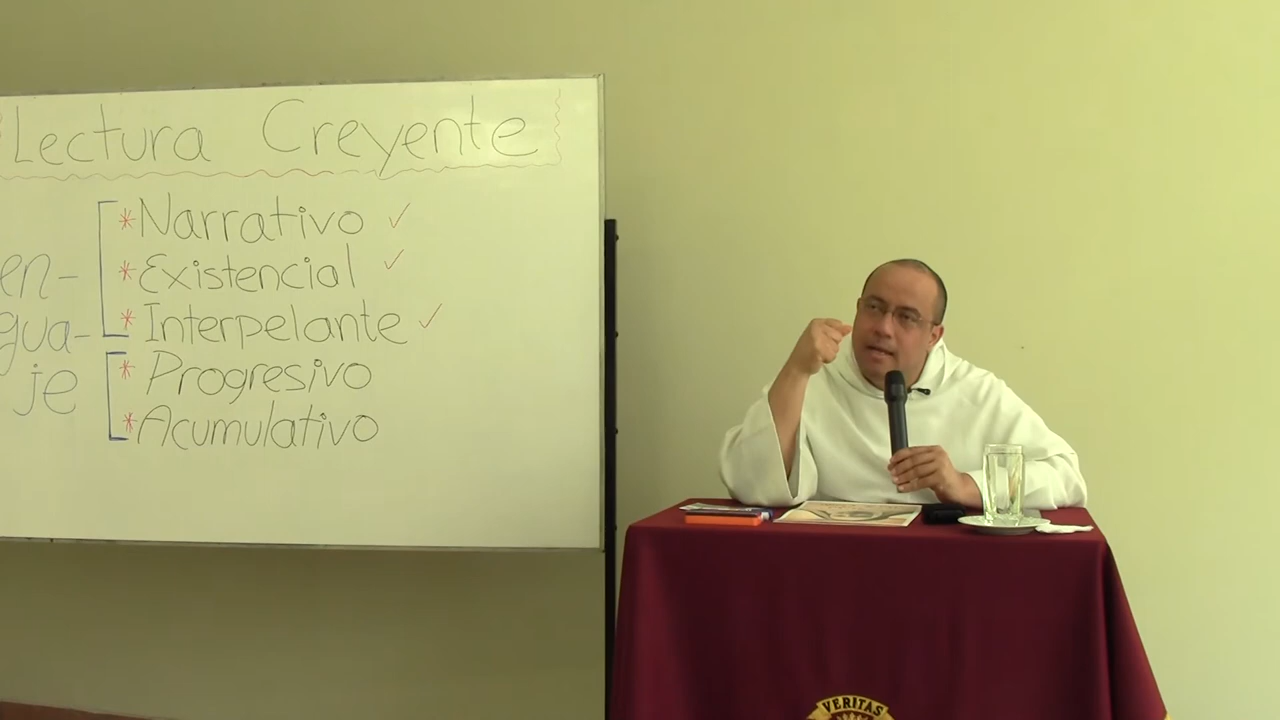 Lectura Creyente
* Narrativo ✓
* Existencial ✓
en-
* Interpelante ✓
gua-
* Progresivo
je
* Acumulativo
VERITAS